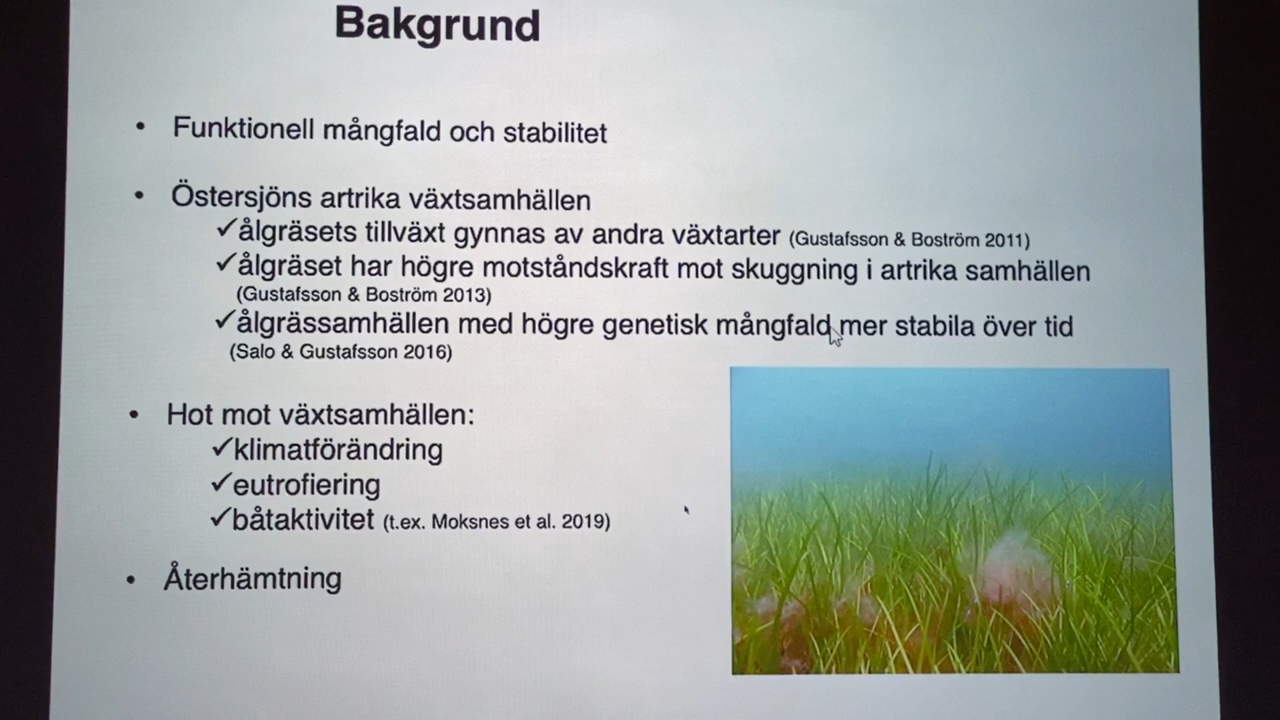 Bakgrund
• Funktionell mångfald och stabilitet
• Östersjöns artrika växtsamhällen
✓ålgräsets tillväxt gynnas av andra växtarter (Gustafsson & Boström 2011)
✓ålgräset har högre motståndskraft mot skuggning i artrika samhällen
(Gustafsson & Boström 2013)
✓ålgrässamhällen med högre genetisk mångfald mer stabila över tid
(Salo & Gustafsson 2016)
• Hot mot växtsamhällen:
✓klimatförändring
✓eutrofiering
✓båtaktivitet (t.ex. Moksnes et al. 2019)
• Återhämtning